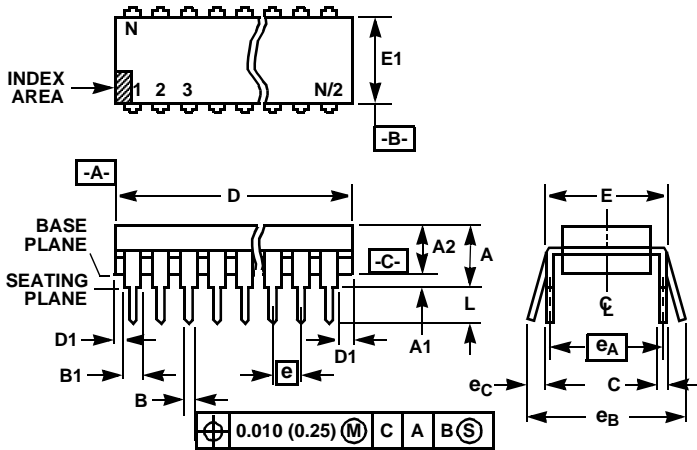 N
E1
INDEX
AREA
1 2 3 N/2
-B-
-A-
D
E
BASE
PLANE
A2
A
-C-
SEATING
PLANE
L
C L
D1
A1
D1
eA
B1
e
eC
C
B
eB
0.010 (0.25) M C A B S